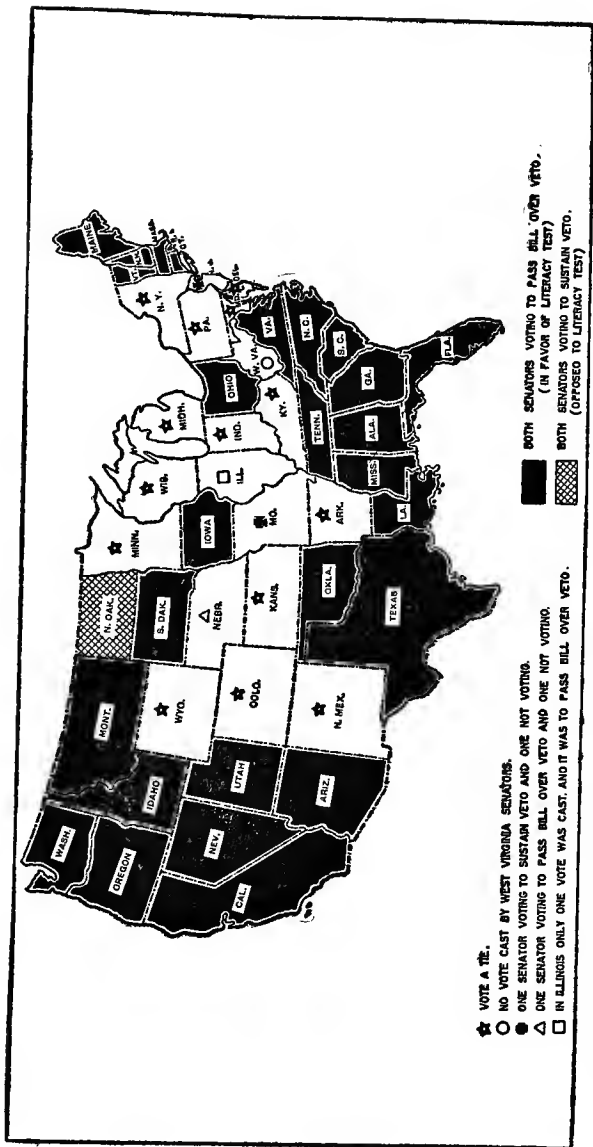 WASH.
OREGON
CAL.
NEV.
IDAHO
MONT.
WYO.
UTAH
ARIZ.
COLO.
N. MEX.
N. DAK.
S. DAK.
NEBR.
KANS.
OKLA.
TEXAS
MINN.
IOWA
MO.
ARK.
LA.
WIS.
ILL.
MICH.
IND.
OHIO
KY.
TENN.
MISS.
ALA.
GA.
FLA.
S. C.
N. C.
VA.
W. VA.
PA.
N. Y.
MAINE
VT.
MASS.
CT.
DEL.
★ VOTE A TIE.
○ NO VOTE CAST BY WEST VIRGINIA SENATORS.
● ONE SENATOR VOTING TO SUSTAIN VETO AND ONE NOT VOTING.
△ ONE SENATOR VOTING TO PASS BILL OVER VETO AND ONE NOT VOTING.
□ IN ILLINOIS ONLY ONE VOTE WAS CAST, AND IT WAS TO PASS BILL OVER VETO.
BOTH SENATORS VOTING TO PASS BILL OVER VETO,
(IN FAVOR OF LITERACY TEST)
BOTH SENATORS VOTING TO SUSTAIN VETO.
(OPPOSED TO LITERACY TEST)